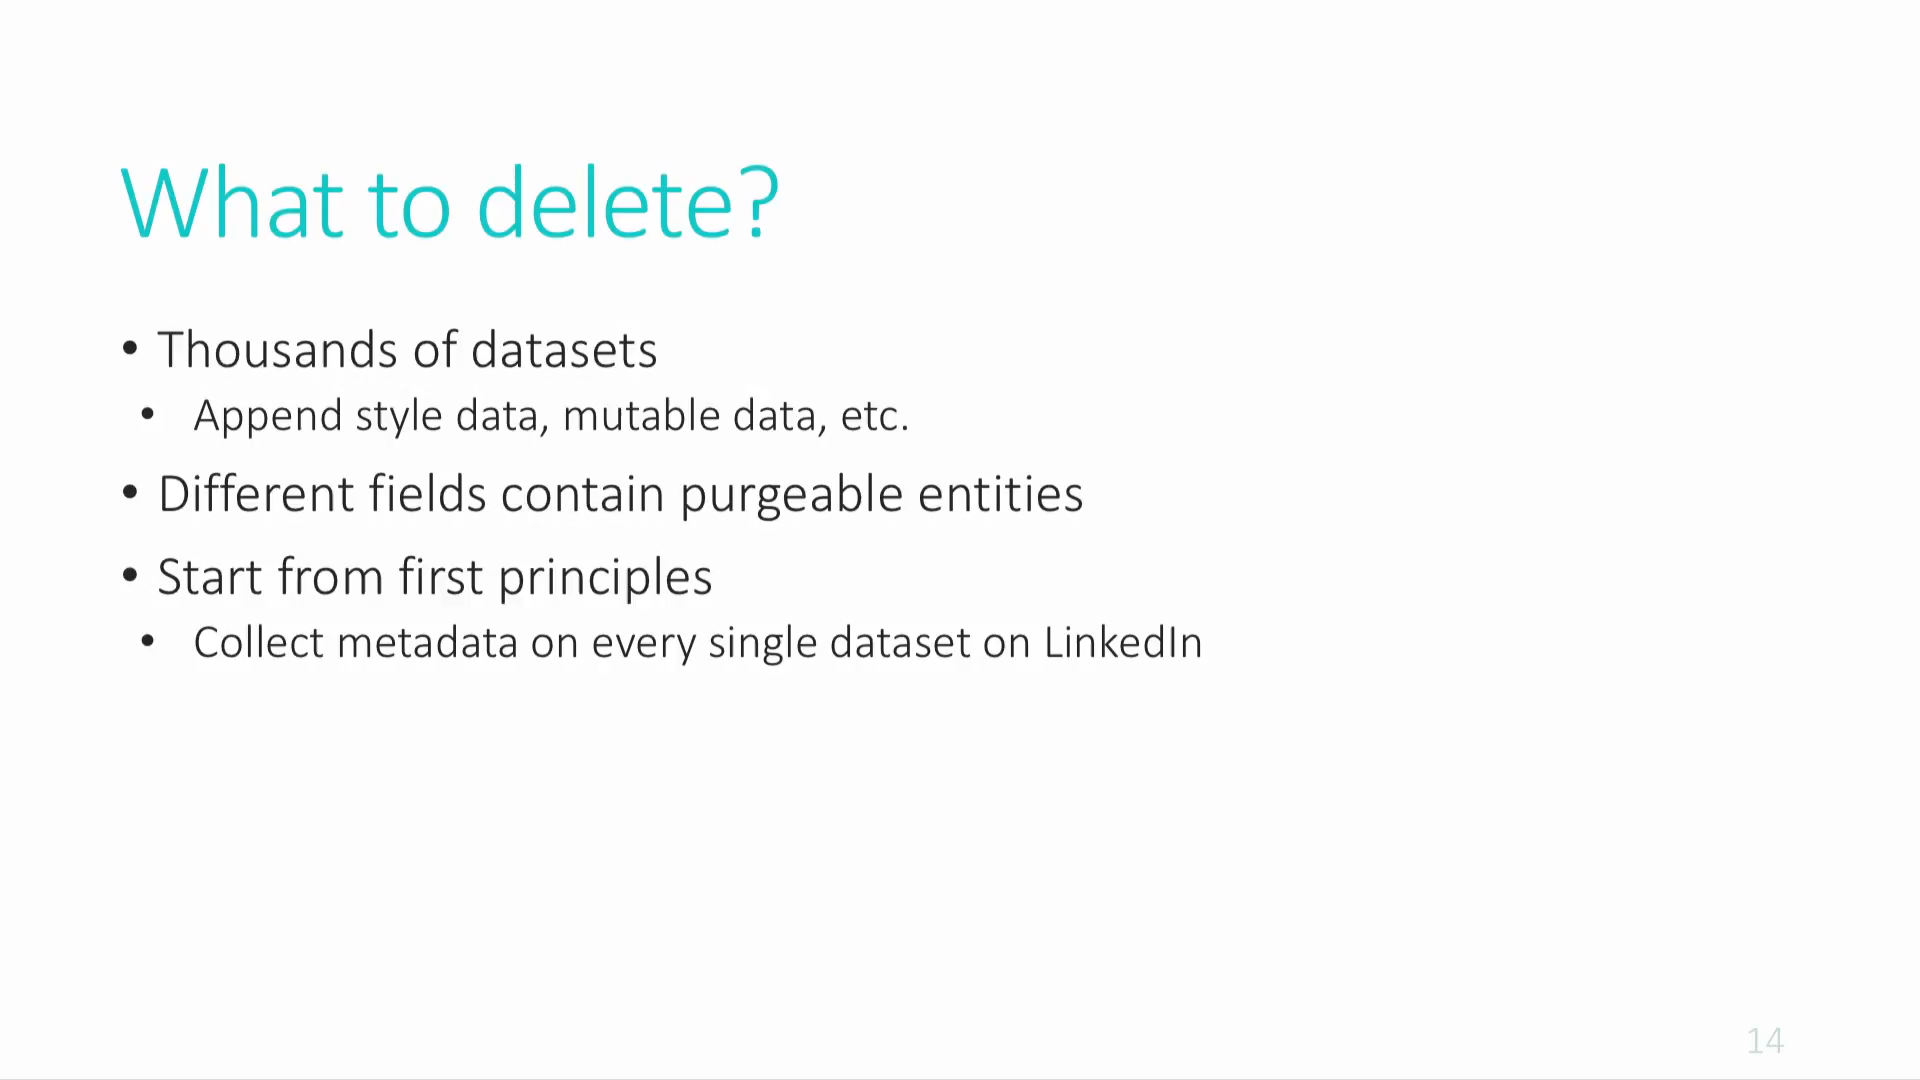 What to delete?
• Thousands of datasets
• Append style data, mutable data, etc.
• Different fields contain purgeable entities
• Start from first principles
• Collect metadata on every single dataset on LinkedIn
14